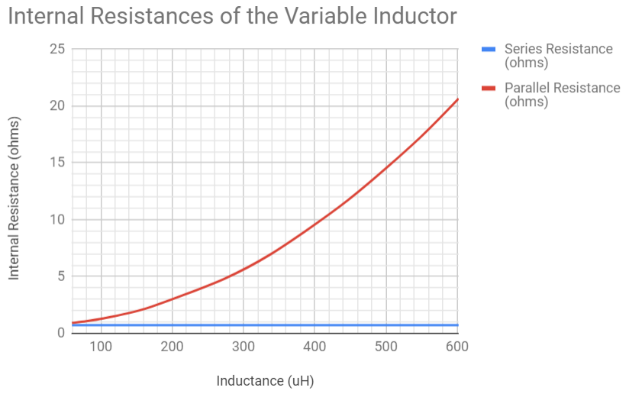 Internal Resistances of the Variable Inductor
25
20
15
10
5
0
Internal Resistance (ohms)
100 200 300 400 500 600
Inductance (uH)
Series Resistance
(ohms)
Parallel Resistance
(ohms)